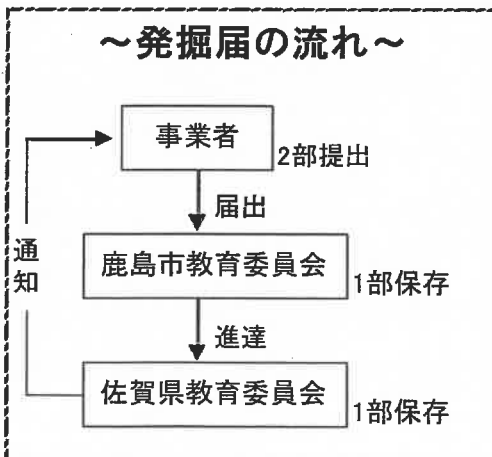 ～発掘届の流れ～
事業者
2部提出
届出
通知
鹿島市教育委員会
1部保存
進達
佐賀県教育委員会
1部保存